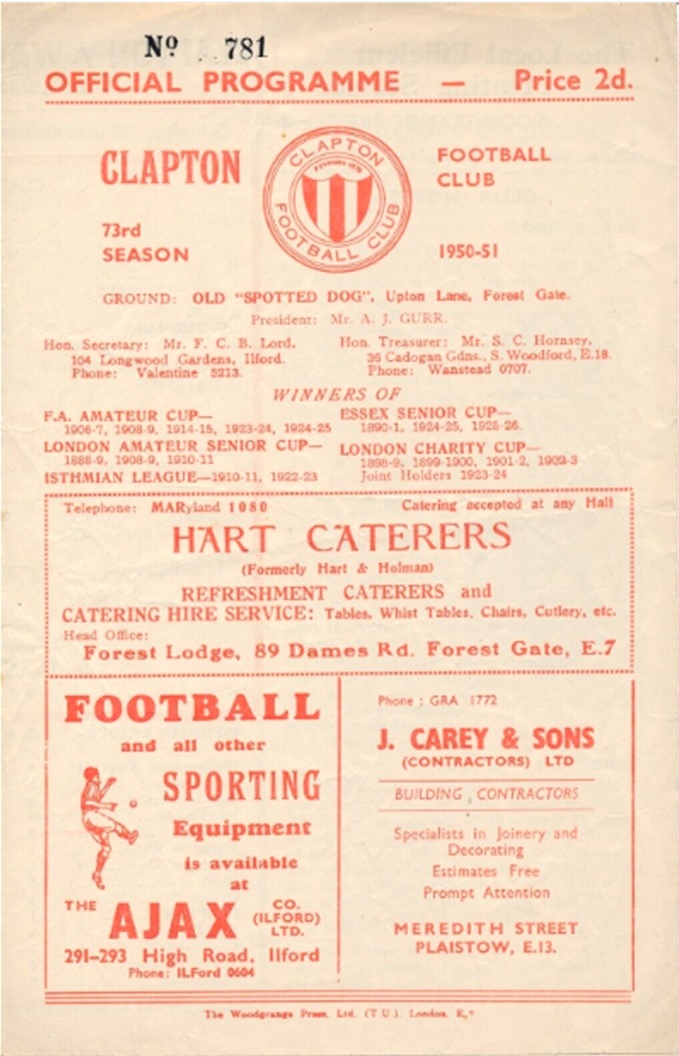 Nº 781
OFFICIAL PROGRAMME — Price 2d.
CLAPTON
CLAPTON
FOOTBALL CLUB
FOOTBALL
CLUB
73rd
SEASON
1950-51
GROUND: OLD "SPOTTED DOG", Upton Lane, Forest Gate.
President: Mr. A. J. GURR.
Hon. Secretary: Mr. F. C. B. Lord,
104 Longwood Gardens, Ilford.
Phone: Valentine 5213.
Hon. Treasurer: Mr. S. C. Hornsey,
36 Cadogan Gdns., S. Woodford, E.18.
Phone: Wanstead 0707.
WINNERS OF
F.A. AMATEUR CUP—
1906-7, 1908-9, 1914-15, 1923-24, 1924-25
LONDON AMATEUR SENIOR CUP—
1888-9, 1908-9, 1910-11
ISTHMIAN LEAGUE—1910-11, 1922-23
ESSEX SENIOR CUP—
1890-1, 1924-25, 1925-26.
LONDON CHARITY CUP—
1898-9, 1899-1900, 1901-2, 1902-3
Joint Holders 1923-24
Telephone: MARyland 1080
Catering accepted at any Hall
HART CATERERS
(Formerly Hart & Holman)
REFRESHMENT CATERERS and
CATERING HIRE SERVICE: Tables, Whist Tables, Chairs, Cutlery, etc.
Head Office:
Forest Lodge, 89 Dames Rd. Forest Gate, E.7
FOOTBALL
and all other
SPORTING
Equipment
is available
at
THE AJAX CO. (ILFORD) LTD.
291-293 High Road, Ilford
Phone: ILFord 0604
Phone : GRA 1772
J. CAREY & SONS
(CONTRACTORS) LTD
BUILDING CONTRACTORS
Specialists in Joinery and
Decorating
Estimates Free
Prompt Attention
MEREDITH STREET
PLAISTOW, E.13.
The Woodgrange Press, Ltd. (T.U.), London, E.7